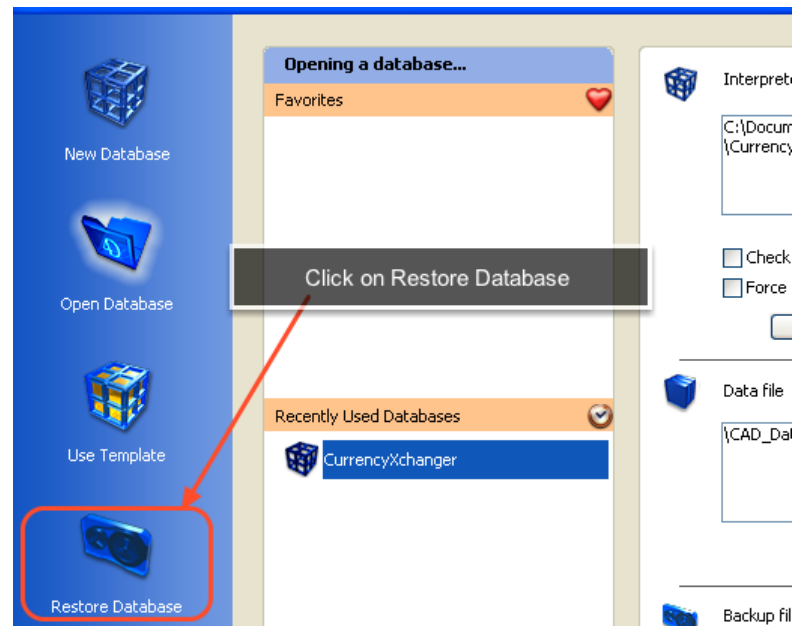 New Database
Open Database
Use Template
Restore Database
Opening a database...
Favorites
Click on Restore Database
Recently Used Databases
CurrencyXchanger
C:\Docum
\Currency
Check
Force
Data file
\CAD_Da
Backup